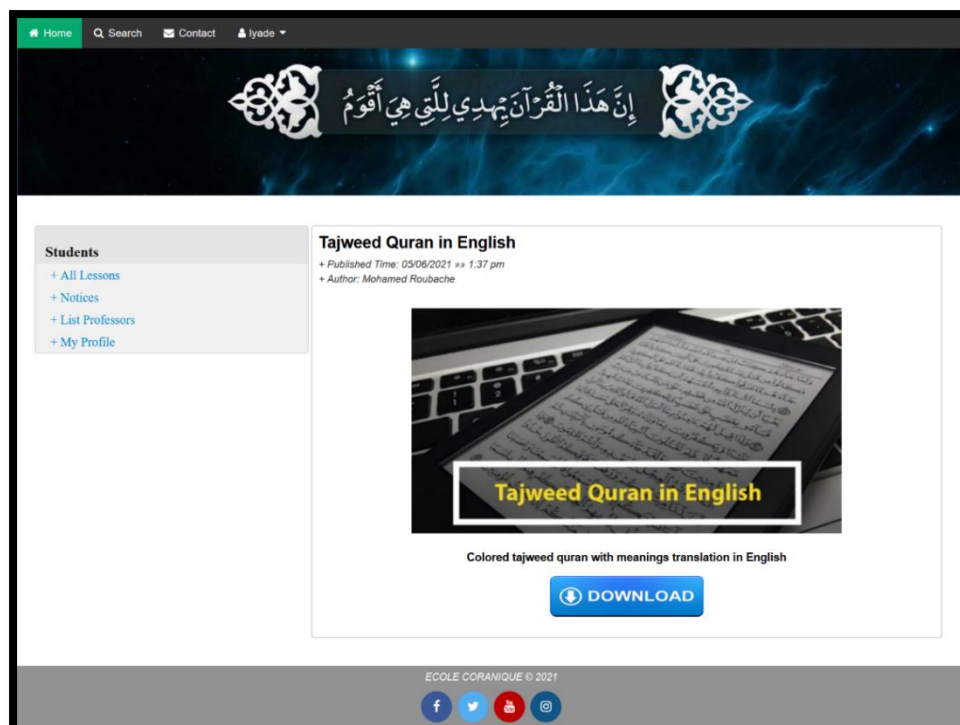 Home Search Contact Iyade
إِنَّ هَذَا الْقُرْآنَ يَهْدِي لِلَّتِي هِيَ أَقْوَمُ
Students
+ All Lessons
+ Notices
+ List Professors
+ My Profile
Tajweed Quran in English
+ Published Time: 05/06/2021 »» 1:37 pm
+ Author: Mohamed Roubache
Tajweed Quran in English
Colored tajweed quran with meanings translation in English
DOWNLOAD
ECOLE CORANIQUE © 2021